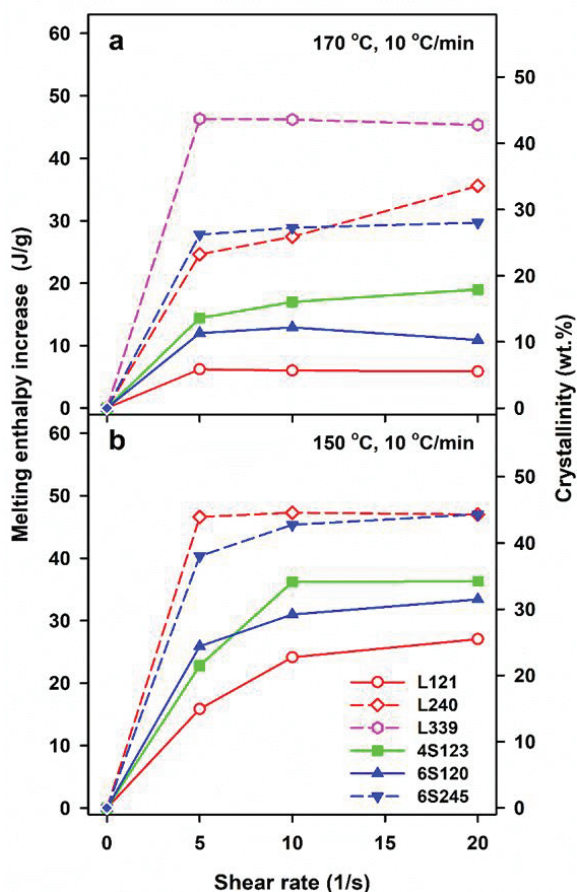 a
170 °C, 10 °C/min
60
50
40
30
20
10
0
50
40
30
20
10
0
Melting enthalpy increase (J/g)
Crystallinity (wt.%)
b
150 °C, 10 °C/min
60
50
40
30
20
10
0
50
40
30
20
10
0
L121
L240
L339
4S123
6S120
6S245
0 5 10 20
Shear rate (1/s)